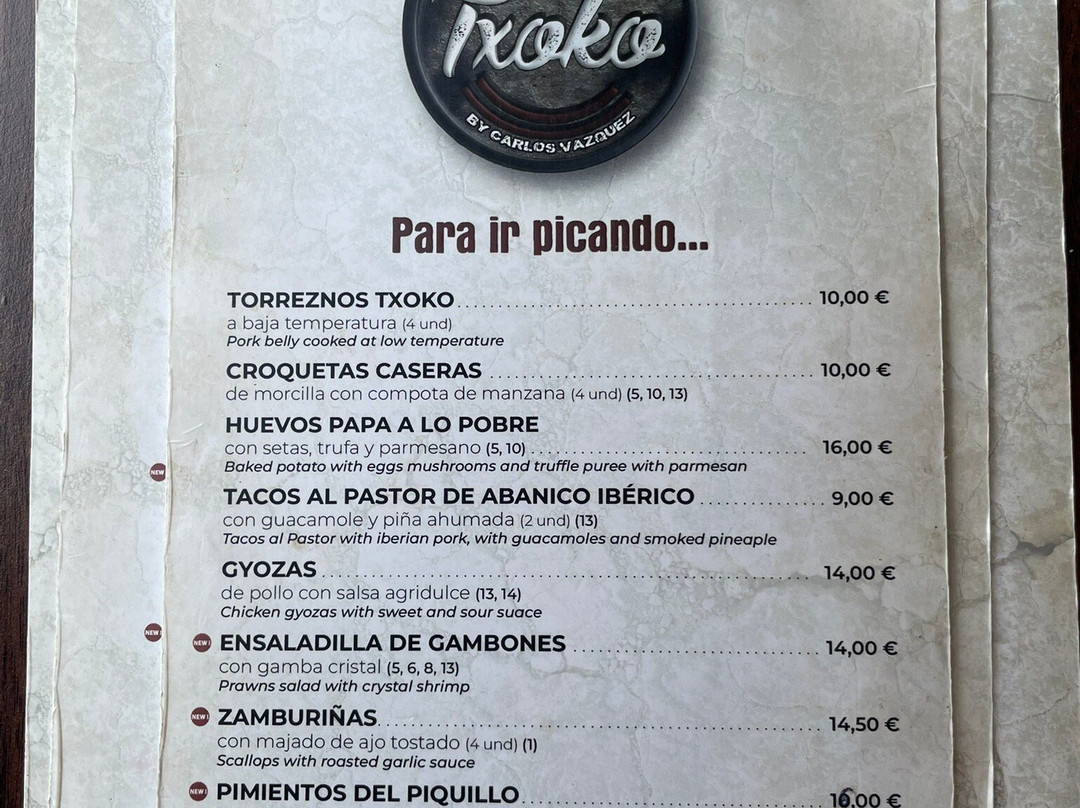 Txoko
BY CARLOS VAZQUEZ
Para ir picando...
TORREZNOS TXOKO 10,00 €
a baja temperatura (4 und)
Pork belly cooked at low temperature
CROQUETAS CASERAS 10,00 €
de morcilla con compota de manzana (4 und) (5, 10, 13)
HUEVOS PAPA A LO POBRE
con setas, trufa y parmesano (5, 10) 16,00 €
Baked potato with eggs mushrooms and truffle puree with parmesan
NEW
TACOS AL PASTOR DE ABANICO IBÉRICO 9,00 €
con guacamole y piña ahumada (2 und) (13)
Tacos al Pastor with iberian pork, with guacamoles and smoked pineaple
GYOZAS 14,00 €
de pollo con salsa agridulce (13, 14)
Chicken gyozas with sweet and sour suace
NEW!
NEW! ENSALADILLA DE GAMBONES 14,00 €
con gamba cristal (5, 6, 8, 13)
Prawns salad with crystal shrimp
NEW! ZAMBURIÑAS 14,50 €
con majado de ajo tostado (4 und) (1)
Scallops with roasted garlic sauce
NEW! PIMIENTOS DEL PIQUILLO